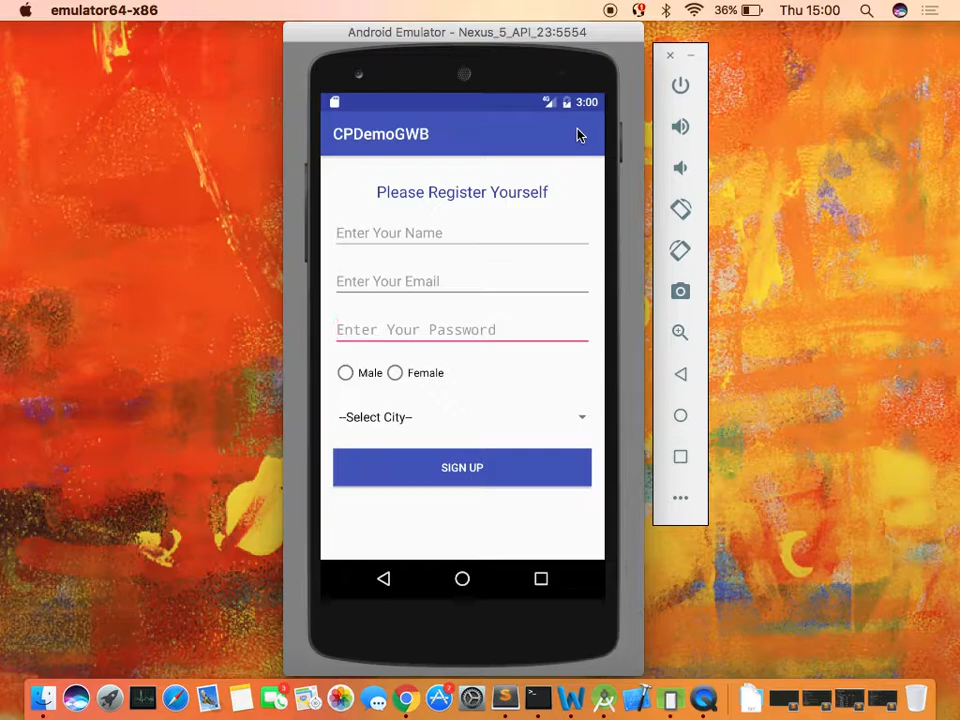 emulator64-x86
36%
Thu 15:00
Android Emulator - Nexus_5_API_23:5554
4G
3:00
CPDemoGWB
Please Register Yourself
Enter Your Name
Enter Your Email
Enter Your Password
Male
Female
--Select City--
SIGN UP